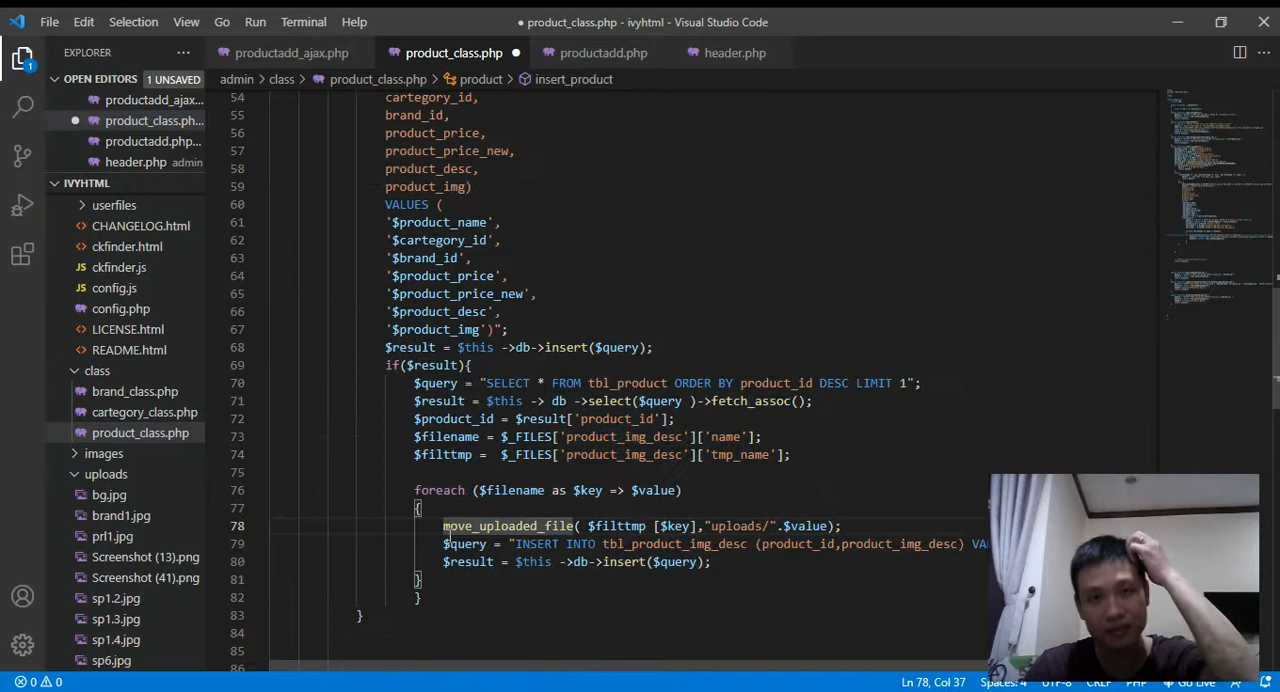 File Edit Selection View Go Run Terminal Help
● product_class.php - ivyhtml - Visual Studio Code
EXPLORER ···
productadd_ajax.php product_class.php ● productadd.php header.php
admin > class > product_class.php > product > insert_product
OPEN EDITORS 1 UNSAVED
productadd_ajax...
● product_class.ph...
productadd.php...
header.php admin
IVYHTML
userfiles
CHANGELOG.html
ckfinder.html
ckfinder.js
config.js
config.php
LICENSE.html
README.html
class
brand_class.php
cartegory_class.php
product_class.php
images
uploads
bg.jpg
brand1.jpg
prl1.jpg
Screenshot (13).png
Screenshot (41).png
sp1.2.jpg
sp1.3.jpg
sp1.4.jpg
sp6.jpg
54 cartegory_id,
55 brand_id,
56 product_price,
57 product_price_new,
58 product_desc,
59 product_img)
60 VALUES (
61 '$product_name',
62 '$cartegory_id',
63 '$brand_id',
64 '$product_price',
65 '$product_price_new',
66 '$product_desc',
67 '$product_img')";
68 $result = $this ->db->insert($query);
69 if($result){
70 $query = "SELECT * FROM tbl_product ORDER BY product_id DESC LIMIT 1";
71 $result = $this -> db ->select($query )->fetch_assoc();
72 $product_id = $result['product_id'];
73 $filename = $_FILES['product_img_desc']['name'];
74 $filttmp = $_FILES['product_img_desc']['tmp_name'];
75
76 foreach ($filename as $key => $value)
77 {
78 move_uploaded_file( $filttmp [$key],"uploads/".$value);
79 $query = "INSERT INTO tbl_product_img_desc (product_id,product_img_desc) VA
80 $result = $this ->db->insert($query);
81 }
82 }
83 }
84
85
86
1
0 0 Ln 78, Col 37 Spaces: 4 UTF-8 CRLF PHP Go Live